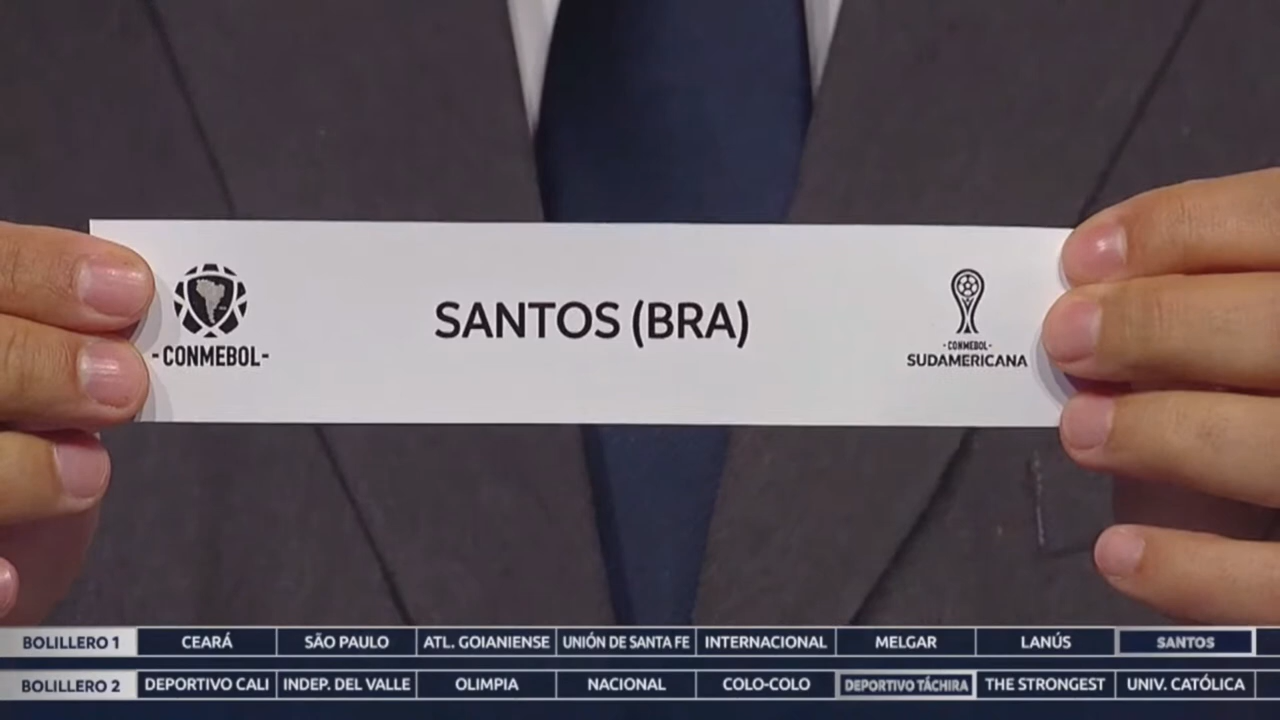 SANTOS (BRA)
- CONMEBOL -
- CONMEBOL -
SUDAMERICANA
BOLILLERO 1 CEARÁ SÃO PAULO ATL. GOIANIENSE UNIÓN DE SANTA FE INTERNACIONAL MELGAR LANÚS SANTOS
BOLILLERO 2 DEPORTIVO CALI INDEP. DEL VALLE OLIMPIA NACIONAL COLO-COLO DEPORTIVO TÁCHIRA THE STRONGEST UNIV. CATÓLICA